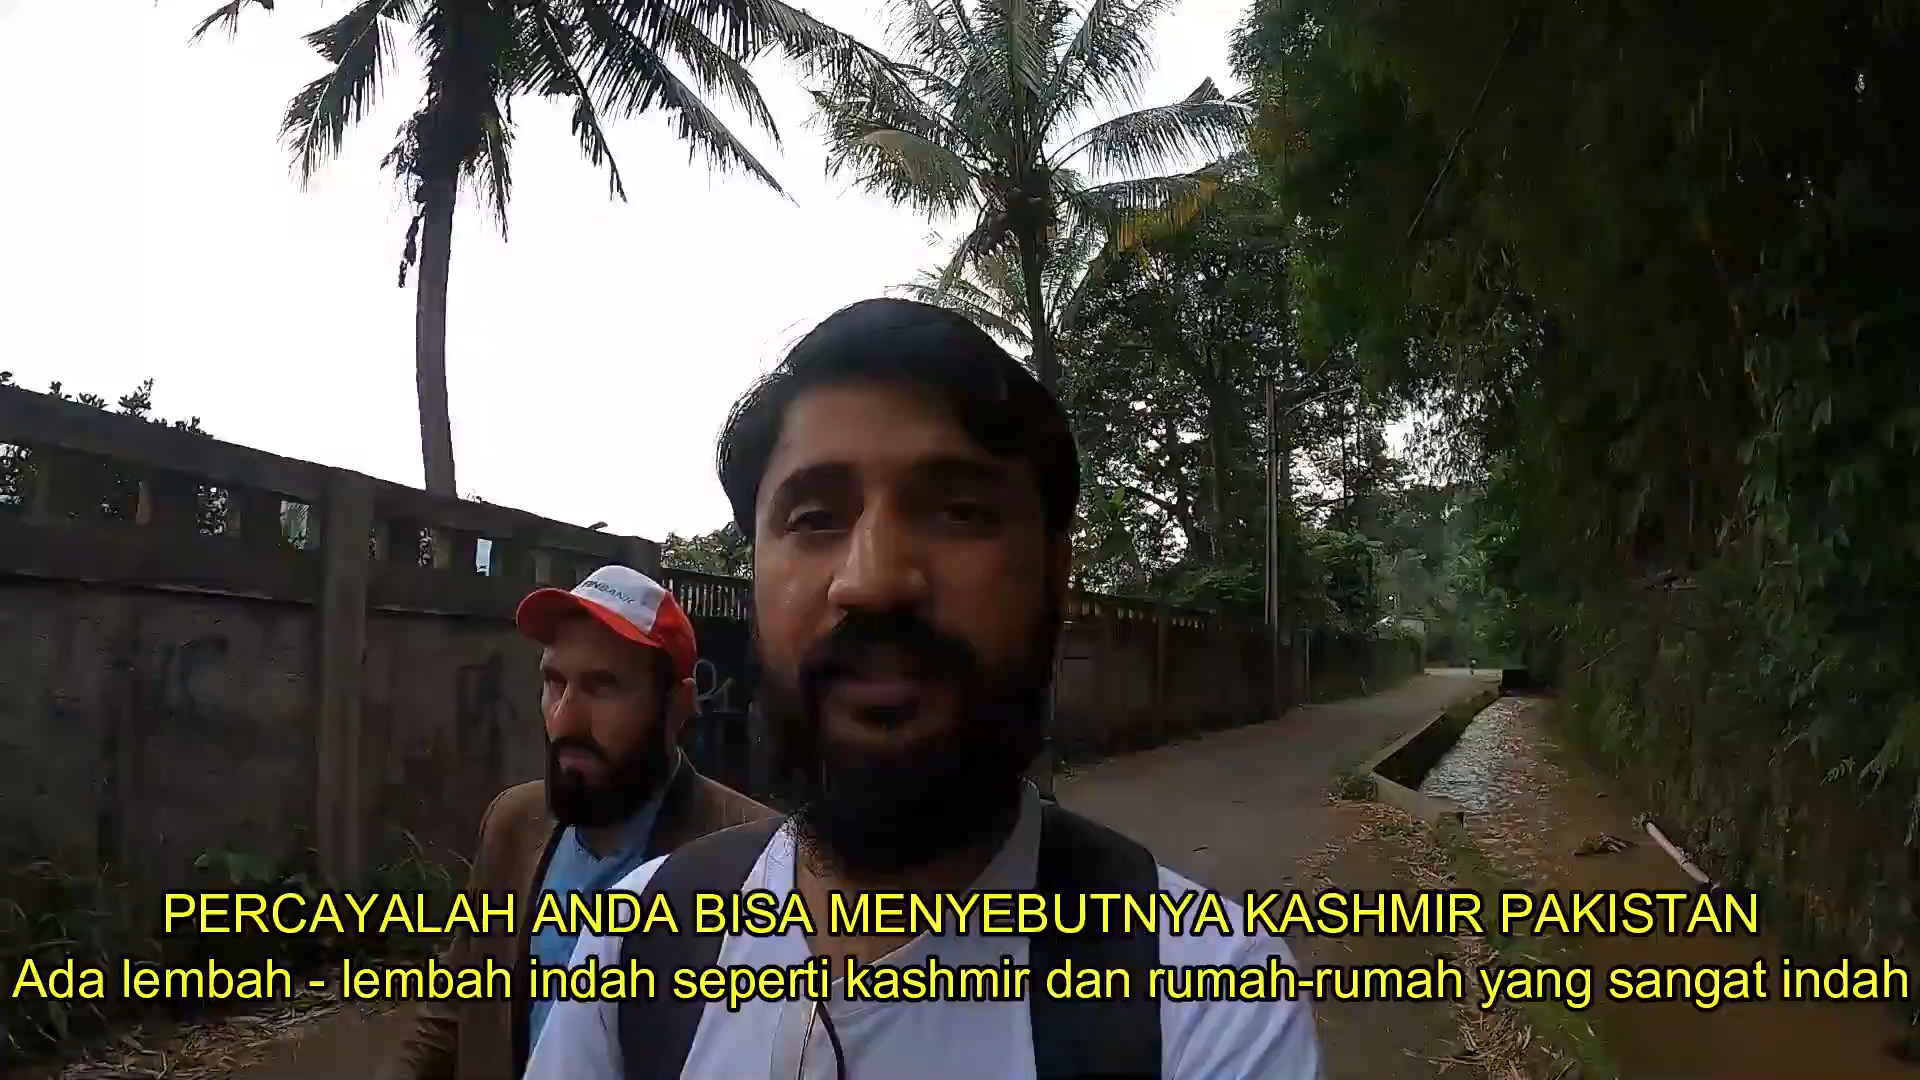 PERCAYALAH ANDA BISA MENYEBUTNYA KASHMIR PAKISTAN
Ada lembah - lembah indah seperti kashmir dan rumah-rumah yang sangat indah